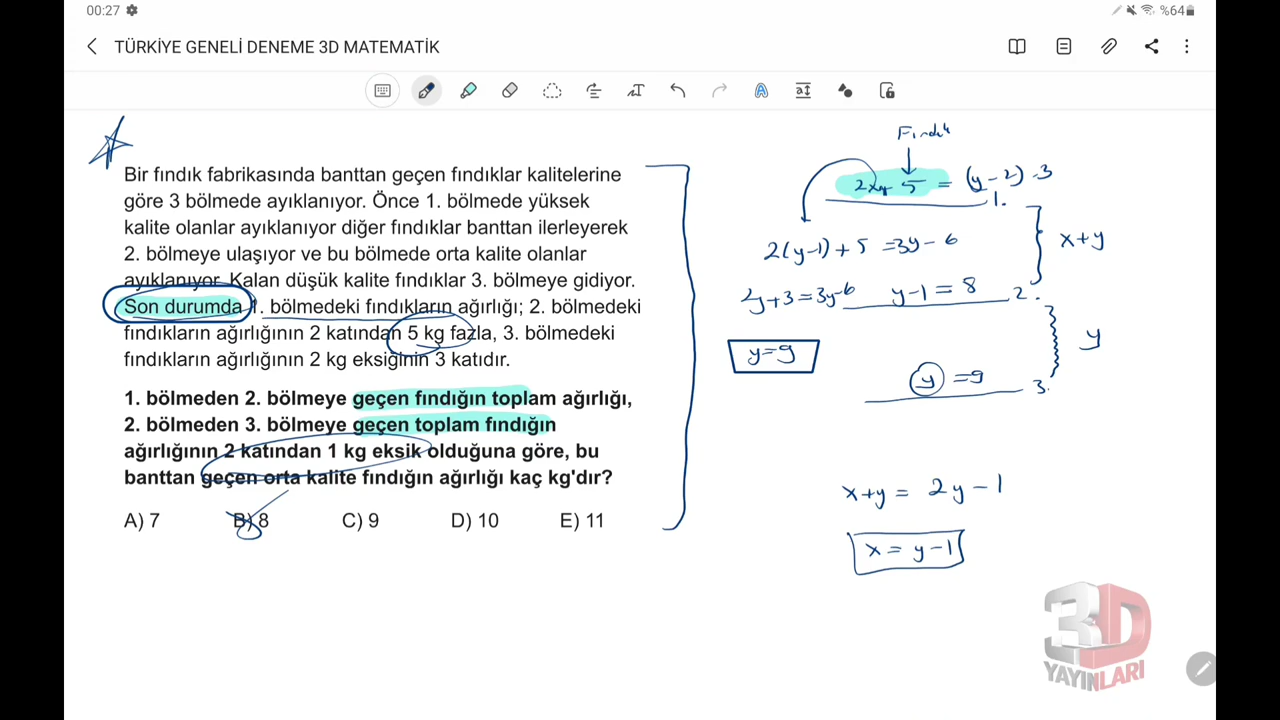 00:27
%64
TÜRKİYE GENELİ DENEME 3D MATEMATİK
Bir fındık fabrikasında banttan geçen fındıklar kalitelerine
göre 3 bölmede ayıklanıyor. Önce 1. bölmede yüksek
kalite olanlar ayıklanıyor diğer fındıklar banttan ilerleyerek
2. bölmeye ulaşıyor ve bu bölmede orta kalite olanlar
ayıklanıyor. Kalan düşük kalite fındıklar 3. bölmeye gidiyor.
Son durumda 1. bölmedeki fındıkların ağırlığı; 2. bölmedeki
fındıkların ağırlığının 2 katından 5 kg fazla, 3. bölmedeki
fındıkların ağırlığının 2 kg eksiğinin 3 katıdır.
1. bölmeden 2. bölmeye geçen fındığın toplam ağırlığı,
2. bölmeden 3. bölmeye geçen toplam fındığın
ağırlığının 2 katından 1 kg eksik olduğuna göre, bu
banttan geçen orta kalite fındığın ağırlığı kaç kg'dır?
A) 7 B) 8 C) 9 D) 10 E) 11
Fındık
2x+5 = (y-2)·3
1.
2(y-1)+5=3y-6
x+y
2y+3=3y-6 y-1=8
2.
y=9
y
y=9
3.
x+y= 2y-1
x= y-1
3D
YAYINLARI